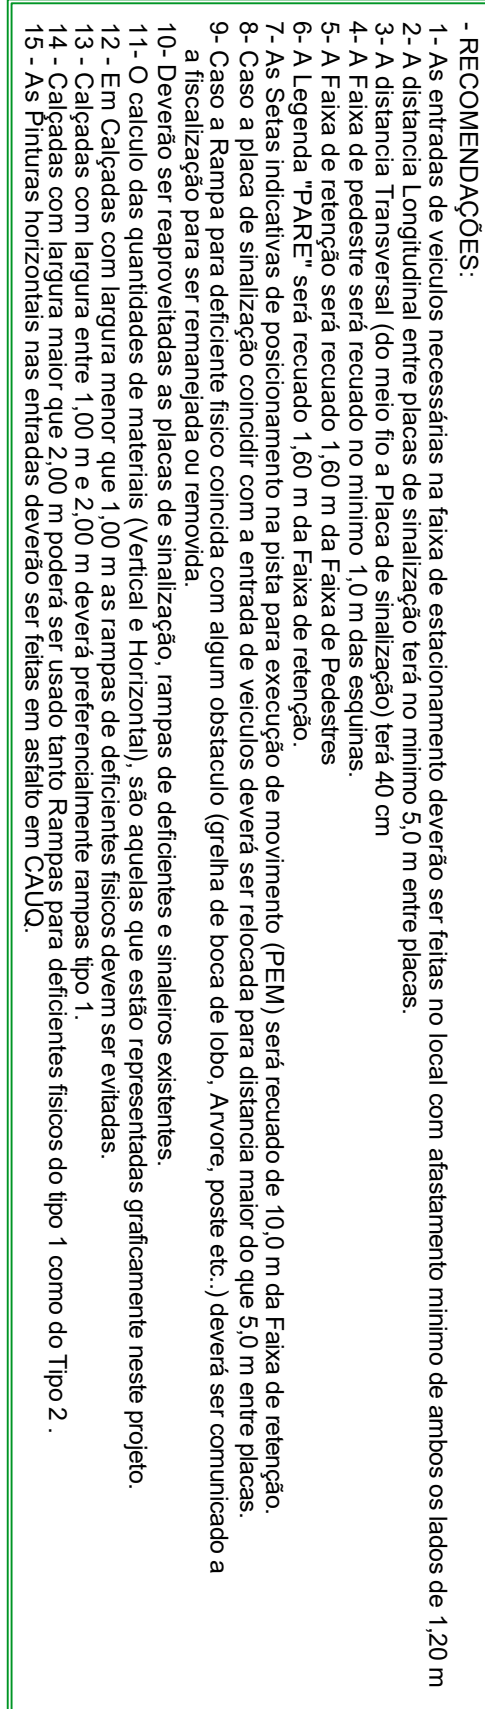 - RECOMENDAÇÕES:
1- As entradas de veiculos necessárias na faixa de estacionamento deverão ser feitas no local com afastamento minimo de ambos os lados de 1,20 m
2- A distancia Longitudinal entre placas de sinalização terá no minimo 5,0 m entre placas.
3- A distancia Transversal (do meio fio a Placa de sinalização) terá 40 cm
4- A Faixa de pedestre será recuado no minimo 1,0 m das esquinas.
5- A Faixa de retenção será recuado 1,60 m da Faixa de Pedestres
6- A Legenda "PARE" será recuado 1,60 m da Faixa de retenção.
7- As Setas indicativas de posicionamento na pista para execução de movimento (PEM) será recuado de 10,0 m da Faixa de retenção.
8- Caso a placa de sinalização coincidir com a entrada de veiculos deverá ser relocada para distancia maior do que 5,0 m entre placas.
9- Caso a Rampa para deficiente fisico coincida com algum obstaculo (grelha de boca de lobo, Arvore, poste etc..) deverá ser comunicado a
a fiscalização para ser remanejada ou removida.
10- Deverão ser reaproveitadas as placas de sinalização, rampas de deficientes e sinaleiros existentes.
11- O calculo das quantidades de materiais (Vertical e Horizontal), são aquelas que estão representadas graficamente neste projeto.
12 - Em Calçadas com largura menor que 1,00 m as rampas de deficientes fisicos devem ser evitadas.
13 - Calçadas com largura entre 1,00 m e 2,00 m deverá preferencialmente rampas tipo 1.
14 - Calçadas com largura maior que 2,00 m poderá ser usado tanto Rampas para deficientes fisicos do tipo 1 como do Tipo 2 .
15 - As Pinturas horizontais nas entradas deverão ser feitas em asfalto em CAUQ.